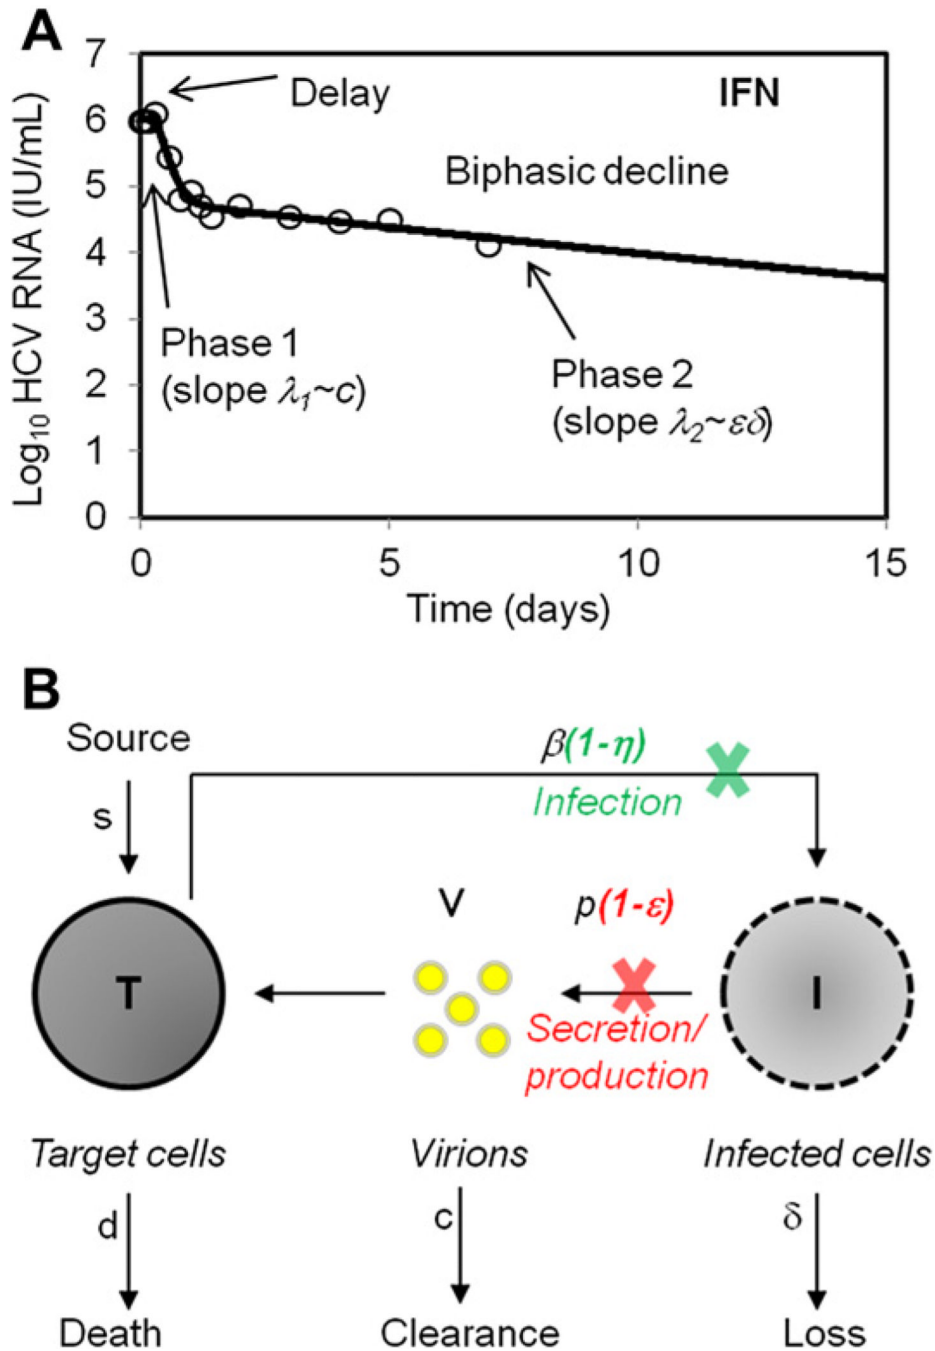 A
Log10 HCV RNA (IU/mL)
7
6
5
4
3
2
1
0
Delay
IFN
Biphasic decline
Phase 1
(slope λ1~c)
Phase 2
(slope λ2~εδ)
0
5
10
15
Time (days)
B
Source
s
β(1-η)
Infection
V
p(1-ε)
T
I
Secretion/
production
Target cells
Virions
Infected cells
d
c
δ
Death
Clearance
Loss